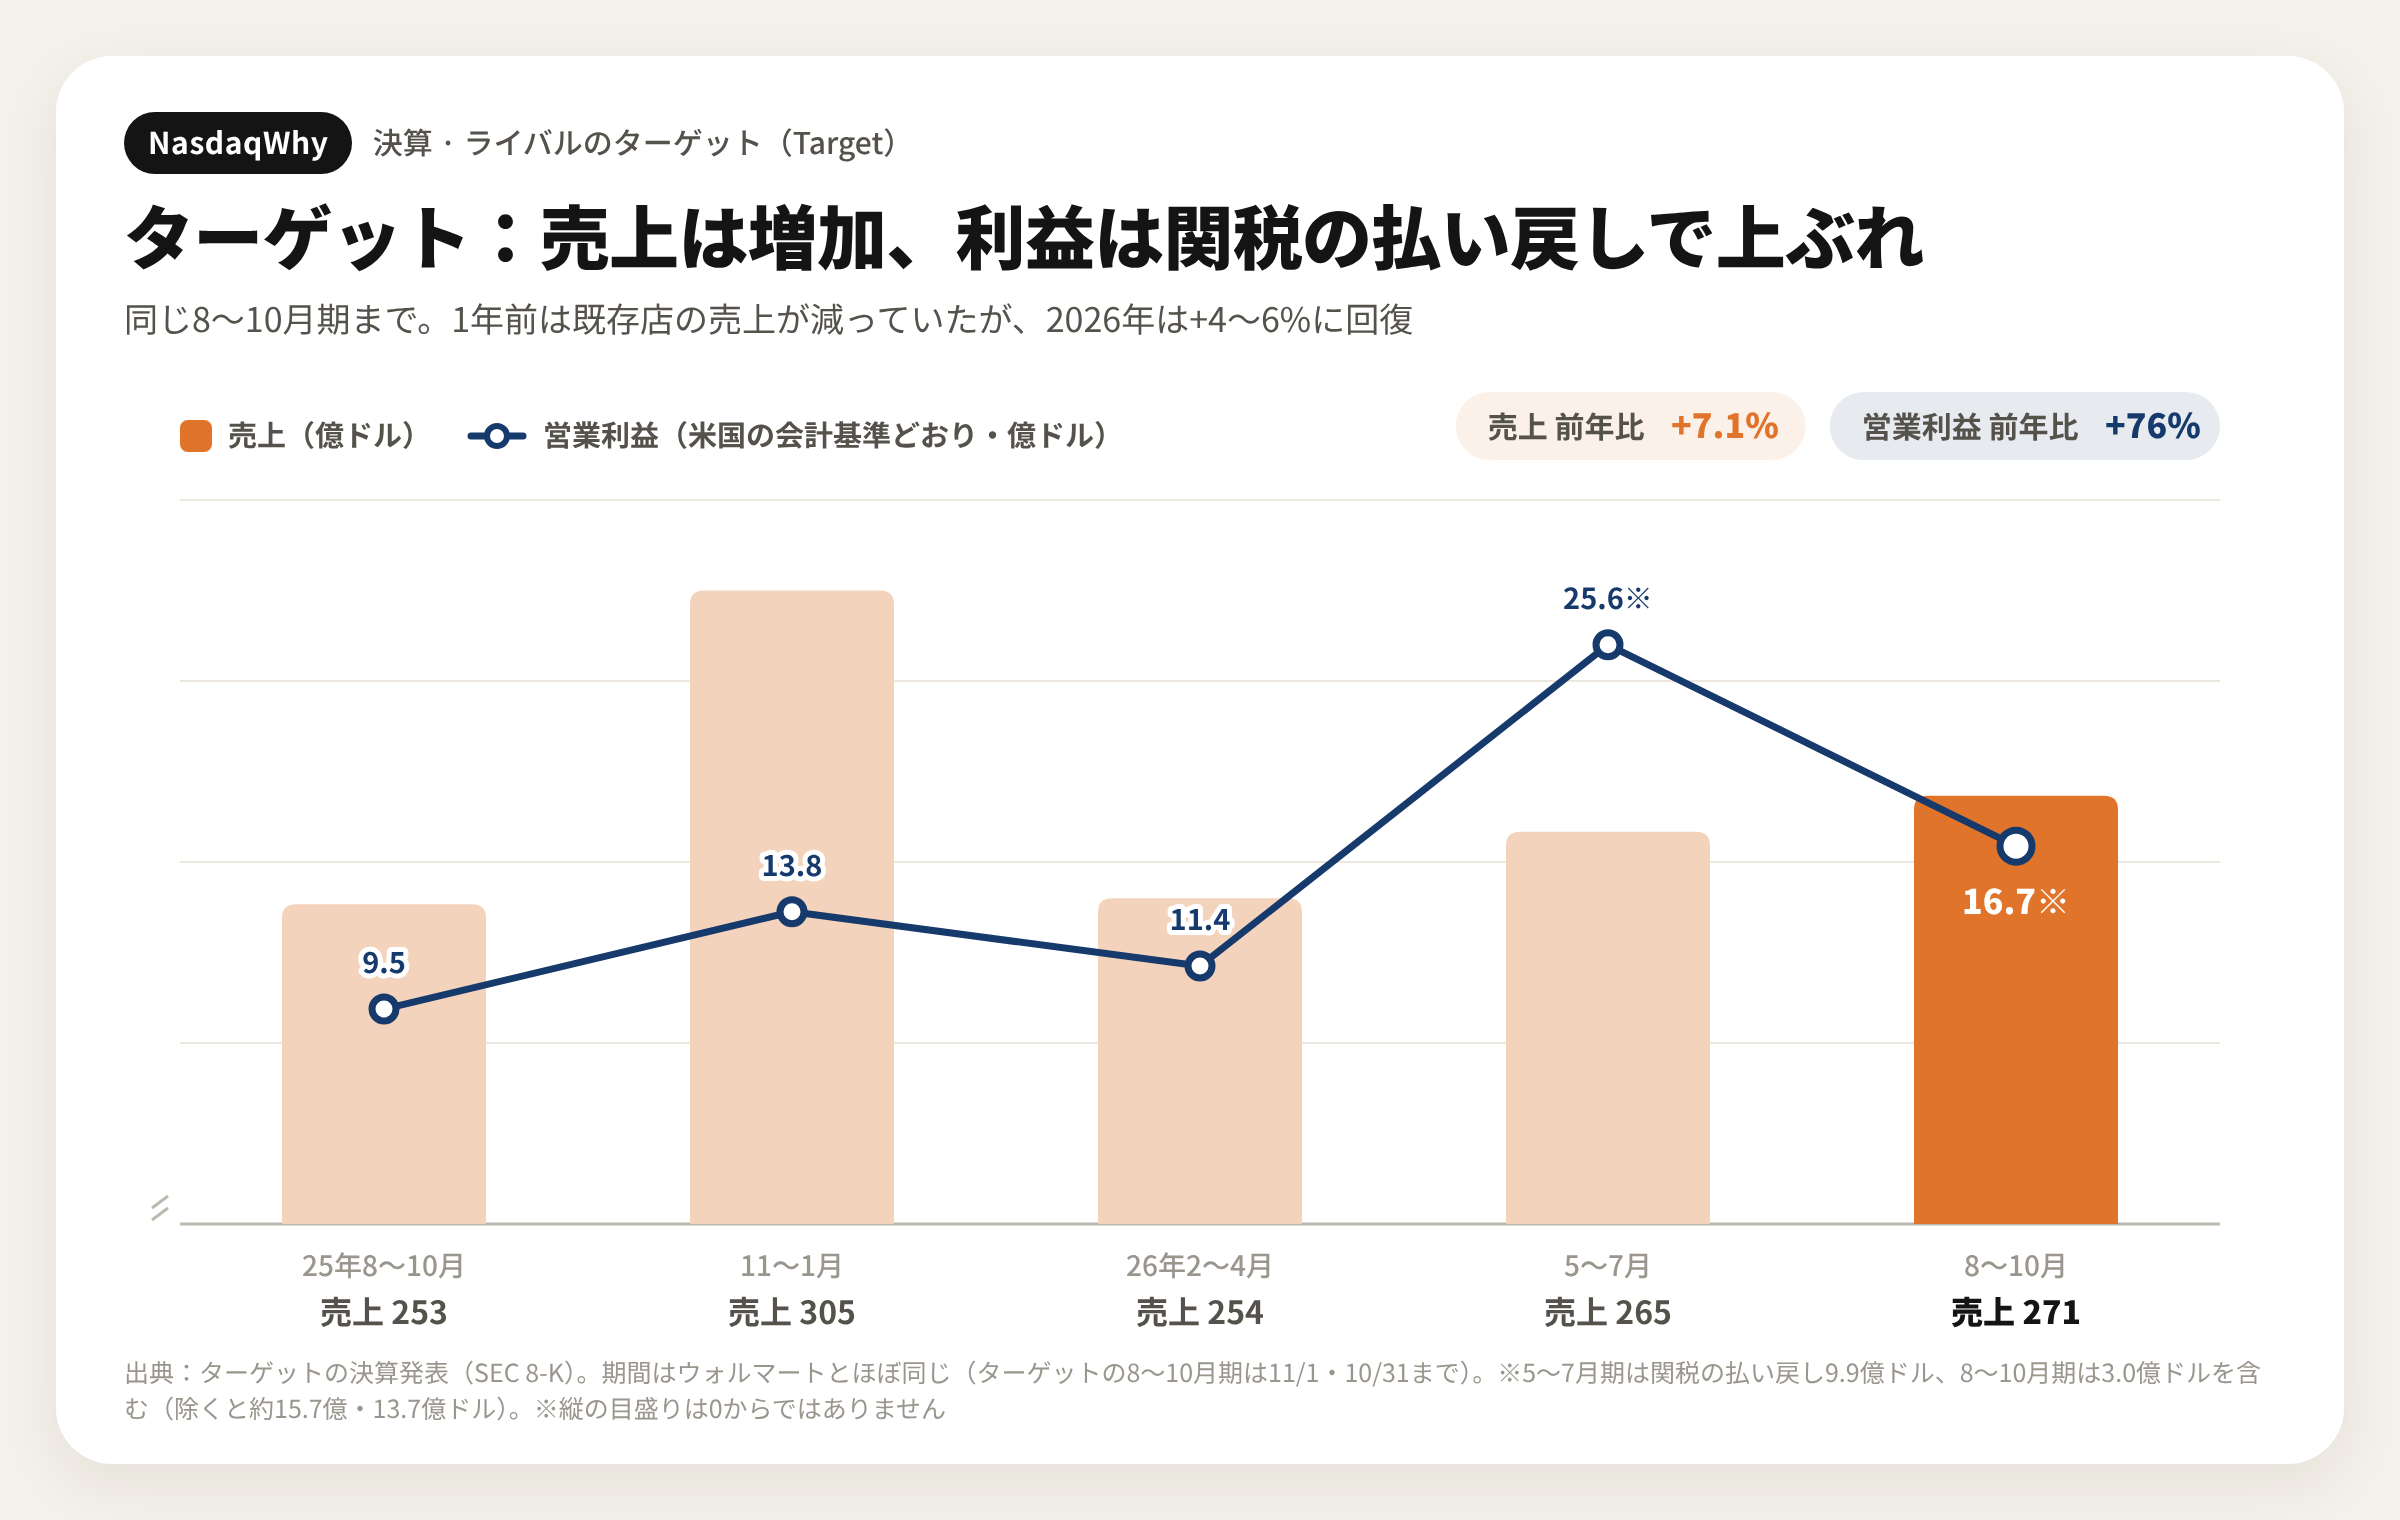 NasdaqWhy 決算・ライバルのターゲット（Target）
ターゲット：売上は増加、利益は関税の払い戻しで上ぶれ
同じ8〜10月期まで。1年前は既存店の売上が減っていたが、2026年は+4〜6%に回復
売上（億ドル） 営業利益（米国の会計基準どおり・億ドル） 売上 前年比 +7.1% 営業利益 前年比 +76%
25.6※
13.8
16.7※
11.4
9.5
25年8〜10月 11〜1月 26年2〜4月 5〜7月 8〜10月
売上 253 売上 305 売上 254 売上 265 売上 271
出典：ターゲットの決算発表（SEC 8-K）。期間はウォルマートとほぼ同じ（ターゲットの8〜10月期は11/1・10/31まで）。※5〜7月期は関税の払い戻し9.9億ドル、8〜10月期は3.0億ドルを含
む（除くと約15.7億・13.7億ドル）。※縦の目盛りは0からではありません